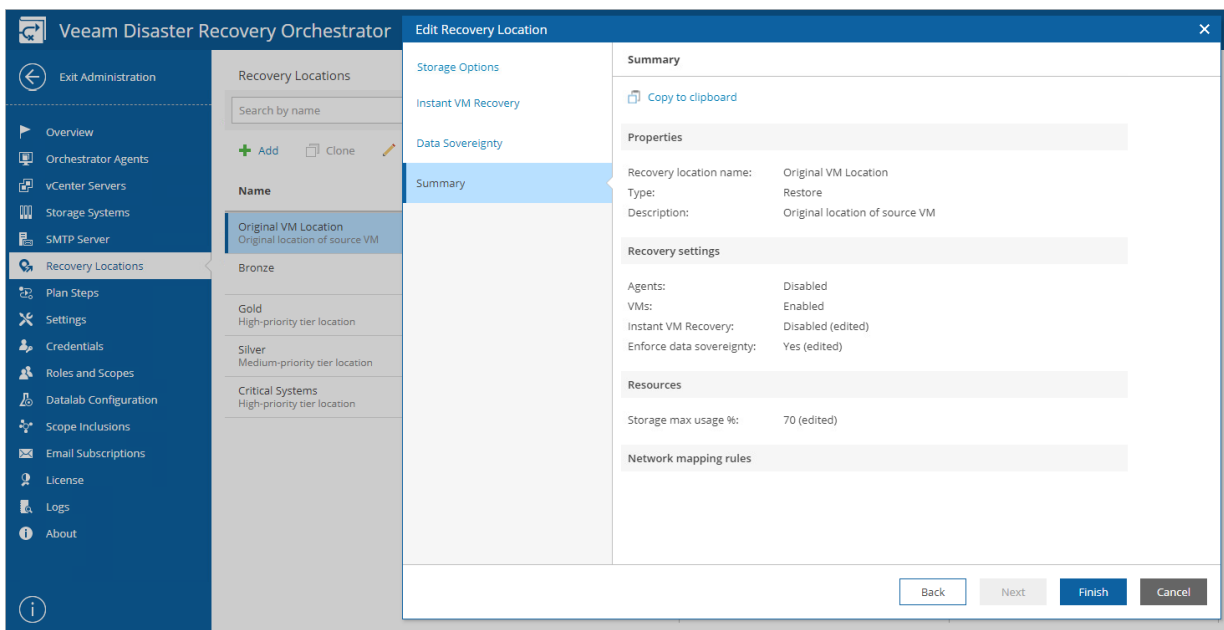 Veeam Disaster Recovery Orchestrator
Edit Recovery Location
Exit Administration
Overview
Orchestrator Agents
vCenter Servers
Storage Systems
SMTP Server
Recovery Locations
Plan Steps
Settings
Credentials
Roles and Scopes
Datalab Configuration
Scope Inclusions
Email Subscriptions
License
Logs
About
Recovery Locations
Search by name
Add Clone
Name
Original VM Location
Original location of source VM
Bronze
Gold
High-priority tier location
Silver
Medium-priority tier location
Critical Systems
High-priority tier location
Storage Options
Instant VM Recovery
Data Sovereignty
Summary
Summary
Copy to clipboard
Properties
Recovery location name: Original VM Location
Type: Restore
Description: Original location of source VM
Recovery settings
Agents: Disabled
VMs: Enabled
Instant VM Recovery: Disabled (edited)
Enforce data sovereignty: Yes (edited)
Resources
Storage max usage %: 70 (edited)
Network mapping rules
Back Next Finish Cancel